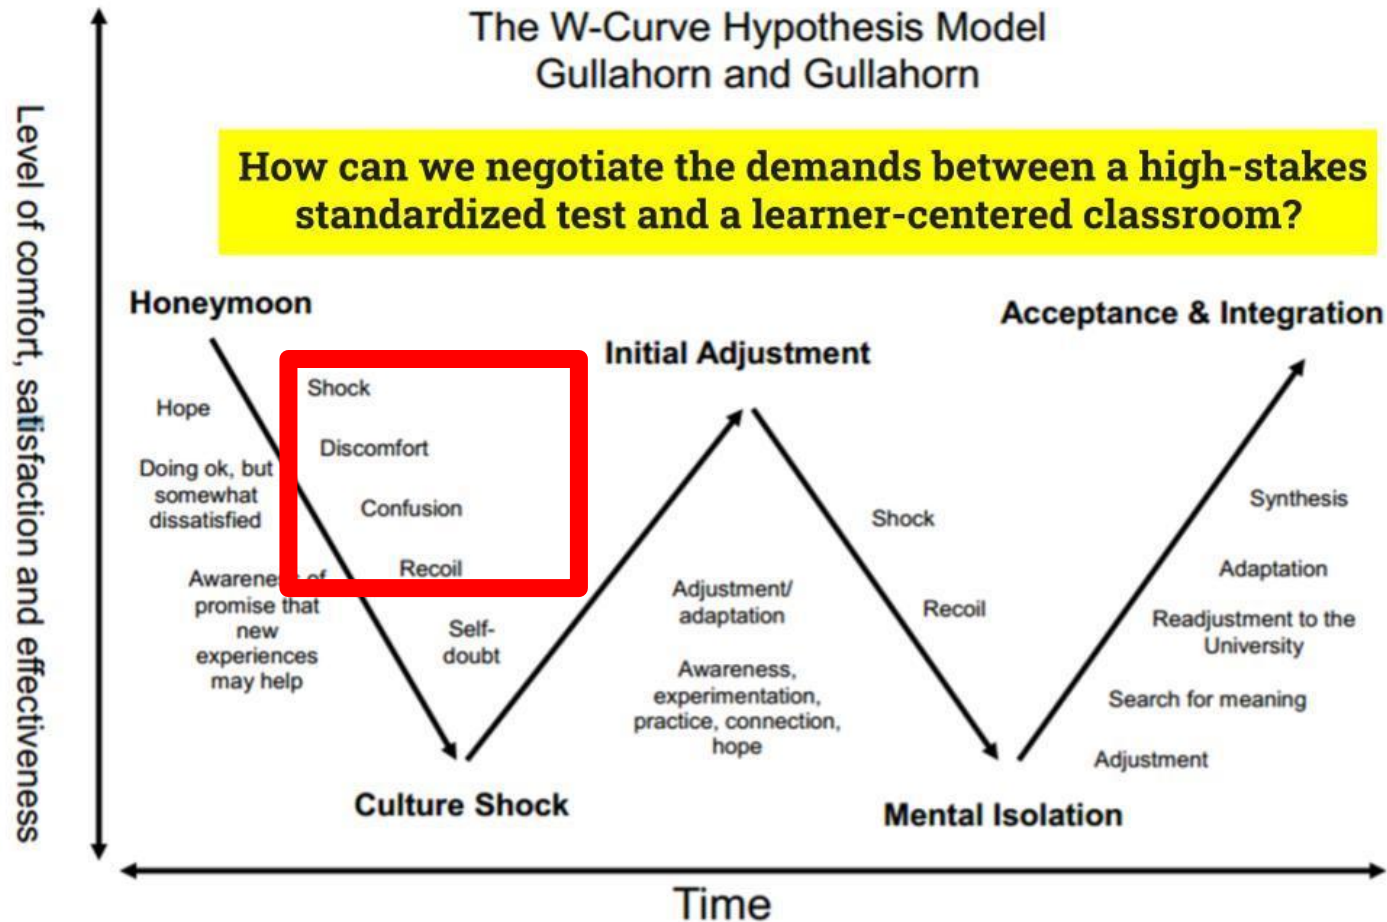 The W-Curve Hypothesis Model
Gullahorn and Gullahorn
How can we negotiate the demands between a high-stakes
standardized test and a learner-centered classroom?
Level of comfort, satisfaction and effectiveness
Honeymoon
Hope
Doing ok, but
somewhat
dissatisfied
Awareness of
promise that
new
experiences
may help
Shock
Discomfort
Confusion
Recoil
Self-
doubt
Culture Shock
Initial Adjustment
Adjustment/
adaptation
Awareness,
experimentation,
practice, connection,
hope
Shock
Recoil
Mental Isolation
Acceptance & Integration
Synthesis
Adaptation
Readjustment to the
University
Search for meaning
Adjustment
Time